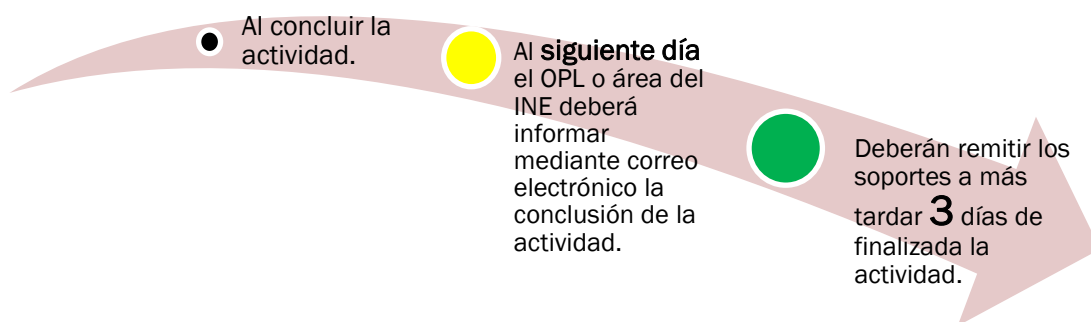 Al concluir la
actividad.
Al siguiente día
el OPL o área del
INE deberá
informar
mediante correo
electrónico la
conclusión de la
actividad.
Deberán remitir los
soportes a más
tardar 3 días de
finalizada la
actividad.